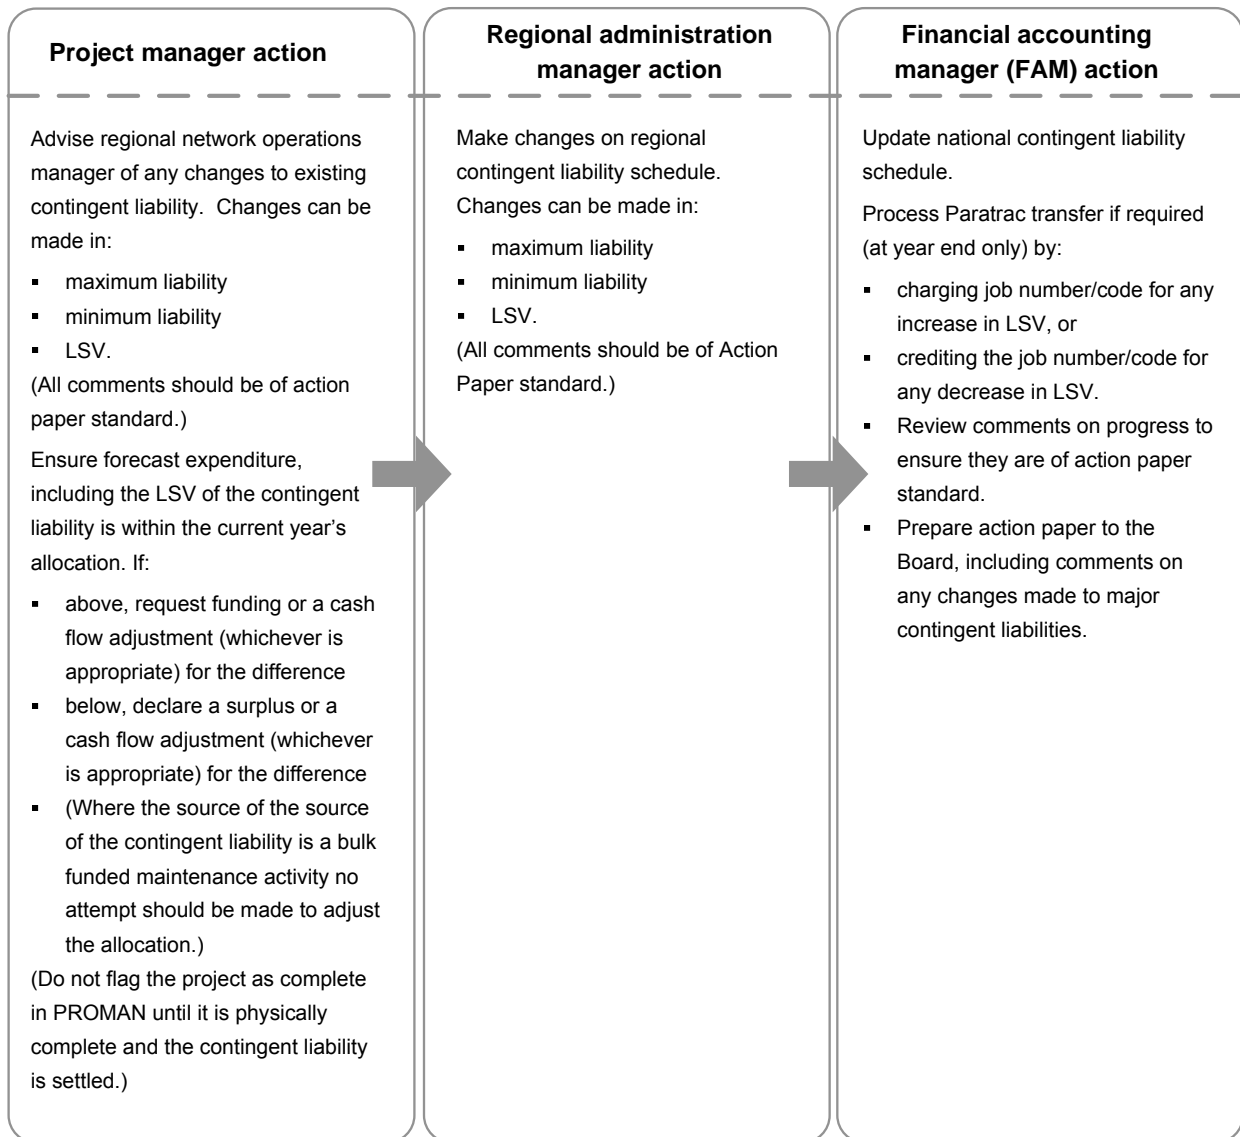 Project manager action
Advise regional network operations
manager of any changes to existing
contingent liability.  Changes can be
made in:
▪ maximum liability
▪ minimum liability
▪ LSV.
(All comments should be of action
paper standard.)
Ensure forecast expenditure,
including the LSV of the contingent
liability is within the current year’s
allocation. If:
▪ above, request funding or a cash
flow adjustment (whichever is
appropriate) for the difference
▪ below, declare a surplus or a
cash flow adjustment (whichever
is appropriate) for the difference
▪ (Where the source of the source
of the contingent liability is a bulk
funded maintenance activity no
attempt should be made to adjust
the allocation.)
(Do not flag the project as complete
in PROMAN until it is physically
complete and the contingent liability
is settled.)
Regional administration
manager action
Make changes on regional
contingent liability schedule.
Changes can be made in:
▪ maximum liability
▪ minimum liability
▪ LSV.
(All comments should be of Action
Paper standard.)
Financial accounting
manager (FAM) action
Update national contingent liability
schedule.
Process Paratrac transfer if required
(at year end only) by:
▪ charging job number/code for any
increase in LSV, or
▪ crediting the job number/code for
any decrease in LSV.
▪ Review comments on progress to
ensure they are of action paper
standard.
▪ Prepare action paper to the
Board, including comments on
any changes made to major
contingent liabilities.